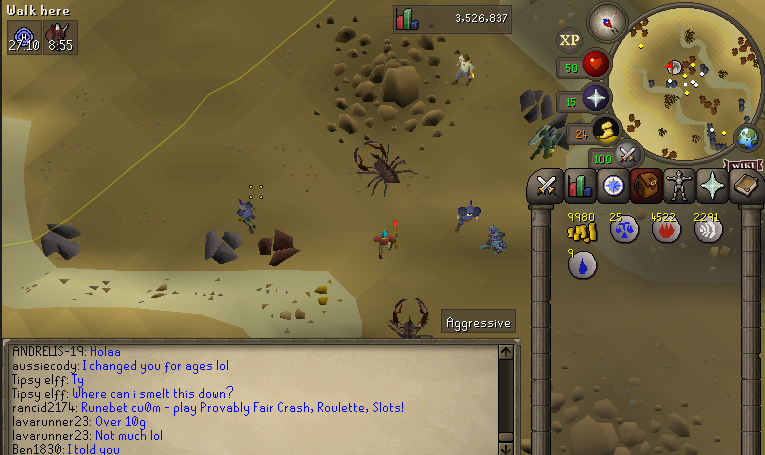 Walk here
27:10 8:55
3,526,837
XP
50
15
24
100
WIKI
9980 25 4522 2291
9
Aggressive
ANDRELIS-19: Holaa
aussiecody: I changed you for ages lol
Tipsy elff: Ty
Tipsy elff: Where can i smelt this down?
rancid2174: Runebet cu0m - play Provably Fair Crash, Roulette, Slots!
lavarunner23: Over 10g
lavarunner23: Not much lol
Ben1830: I told you